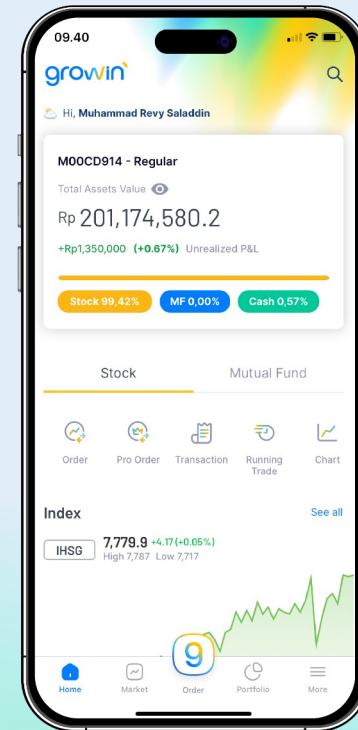 09.40
growin`
Hi, Muhammad Revy Saladdin
M00CD914 - Regular
Total Assets Value
Rp 201,174,580.2
+Rp1,350,000 (+0.67%) Unrealized P&L
Stock 99,42% MF 0,00% Cash 0,57%
Stock Mutual Fund
Order Pro Order Transaction Running Trade Chart
Index See all
IHSG 7,779.9 +4.17 (+0.05%)
High 7,787 Low 7,717
9
Home Market Order Portfolio More